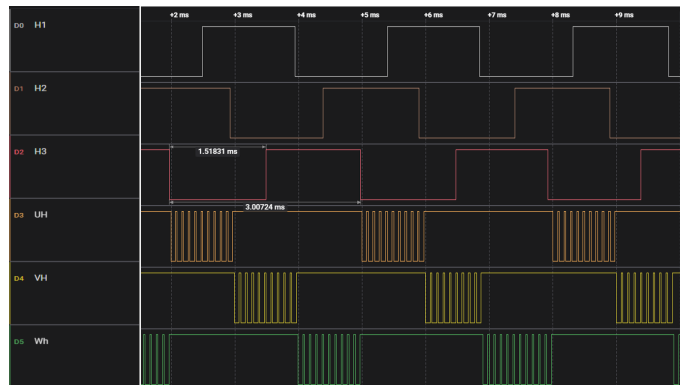 +2 ms +3 ms +4 ms +5 ms +6 ms +7 ms +8 ms +9 ms
D0 H1
D1 H2
D2 H3
1.51831 ms
3.00724 ms
D3 UH
D4 VH
D5 Wh